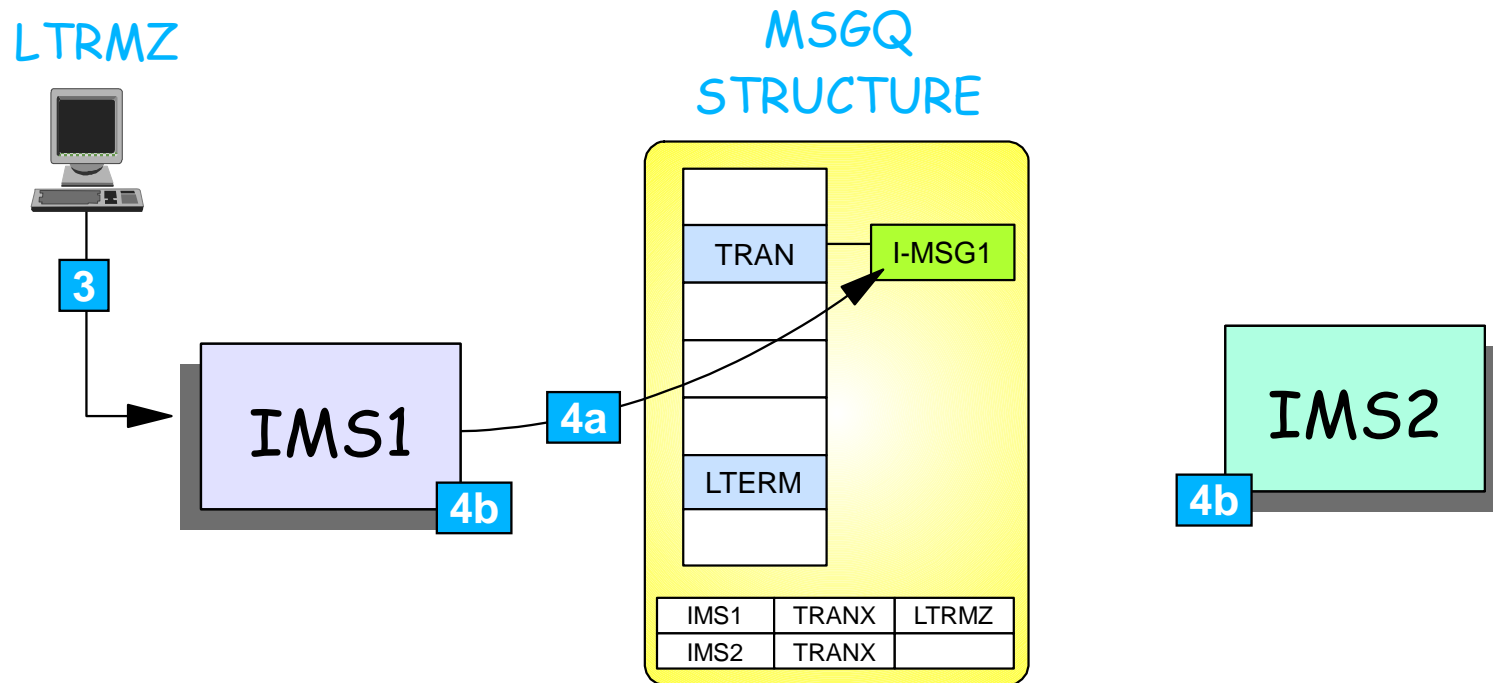 LTRMZ
MSGQ
STRUCTURE
TRAN
I-MSG1
3
4a
IMS1
IMS2
LTERM
4b
4b
IMS1 TRANX LTRMZ
IMS2 TRANX